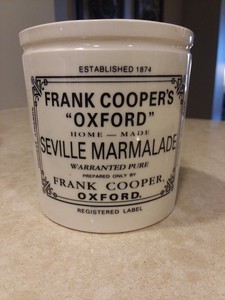 ESTABLISHED 1874
FRANK COOPER'S
"OXFORD"
HOME — MADE
SEVILLE MARMALADE
WARRANTED PURE
PREPARED ONLY BY
FRANK COOPER,
OXFORD.
REGISTERED LABEL